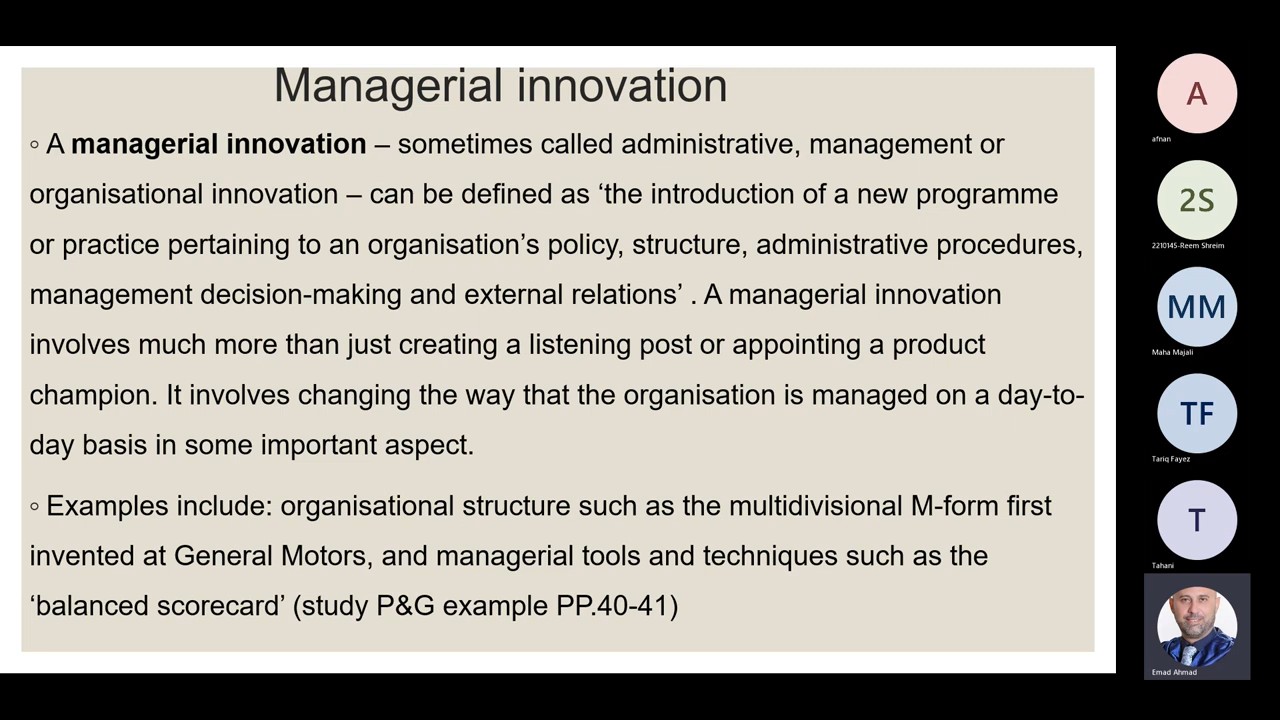 Managerial innovation
◦ A managerial innovation – sometimes called administrative, management or
organisational innovation – can be defined as ‘the introduction of a new programme
or practice pertaining to an organisation’s policy, structure, administrative procedures,
management decision-making and external relations’ . A managerial innovation
involves much more than just creating a listening post or appointing a product
champion. It involves changing the way that the organisation is managed on a day-to-
day basis in some important aspect.
◦ Examples include: organisational structure such as the multidivisional M-form first
invented at General Motors, and managerial tools and techniques such as the
‘balanced scorecard’ (study P&G example PP.40-41)
A
afnan
2S
2210145-Reem Shreim
MM
Maha Majali
TF
Tariq Fayez
T
Tahani
Emad Ahmad